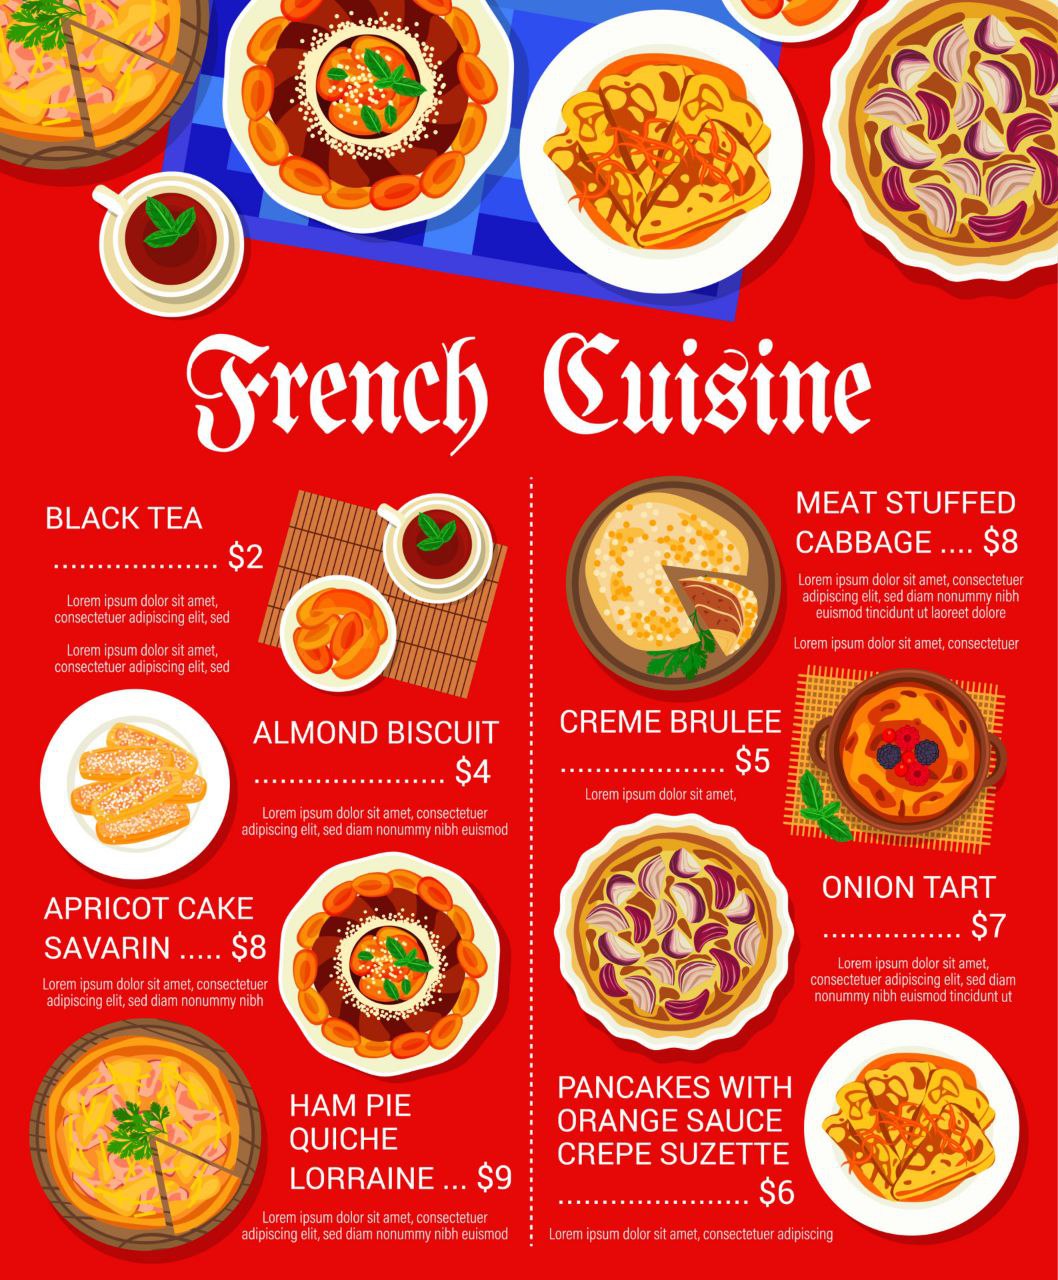 French Cuisine
BLACK TEA
................... $2
Lorem ipsum dolor sit amet,
consectetuer adipiscing elit, sed
Lorem ipsum dolor sit amet,
consectetuer adipiscing elit, sed
ALMOND BISCUIT
...................... $4
Lorem ipsum dolor sit amet, consectetuer
adipiscing elit, sed diam nonummy nibh euismod
APRICOT CAKE
SAVARIN ..... $8
Lorem ipsum dolor sit amet, consectetuer
adipiscing elit, sed diam nonummy nibh
HAM PIE
QUICHE
LORRAINE ... $9
Lorem ipsum dolor sit amet, consectetuer
adipiscing elit, sed diam nonummy nibh euismod
MEAT STUFFED
CABBAGE .... $8
Lorem ipsum dolor sit amet, consectetuer
adipiscing elit, sed diam nonummy nibh
euismod tincidunt ut laoreet dolore
Lorem ipsum dolor sit amet, consectetuer
CREME BRULEE
................... $5
Lorem ipsum dolor sit amet,
ONION TART
................ $7
Lorem ipsum dolor sit amet,
consectetuer adipiscing elit, sed diam
nonummy nibh euismod tincidunt ut
PANCAKES WITH
ORANGE SAUCE
CREPE SUZETTE
...................... $6
Lorem ipsum dolor sit amet, consectetuer adipiscing